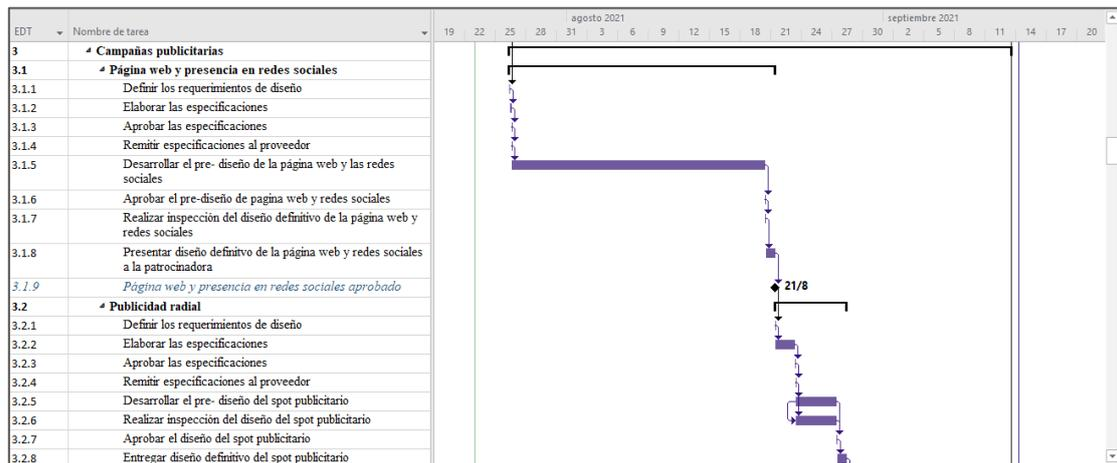 agosto 2021 septiembre 2021
EDT Nombre de tarea 19 22 25 28 31 3 6 9 12 15 18 21 24 27 30 2 5 8 11 14 17 20
3 Campañas publicitarias
3.1 Página web y presencia en redes sociales
3.1.1 Definir los requerimientos de diseño
3.1.2 Elaborar las especificaciones
3.1.3 Aprobar las especificaciones
3.1.4 Remitir especificaciones al proveedor
3.1.5 Desarrollar el pre- diseño de la página web y las redes
sociales
3.1.6 Aprobar el pre-diseño de pagina web y redes sociales
3.1.7 Realizar inspección del diseño definitivo de la página web y
redes sociales
3.1.8 Presentar diseño definitvo de la página web y redes sociales
a la patrocinadora
3.1.9 Página web y presencia en redes sociales aprobado 21/8
3.2 Publicidad radial
3.2.1 Definir los requerimientos de diseño
3.2.2 Elaborar las especificaciones
3.2.3 Aprobar las especificaciones
3.2.4 Remitir especificaciones al proveedor
3.2.5 Desarrollar el pre- diseño del spot publicitario
3.2.6 Realizar inspección del diseño del spot publicitario
3.2.7 Aprobar el diseño del spot publicitario
3.2.8 Entregar diseño definitivo del spot publicitario